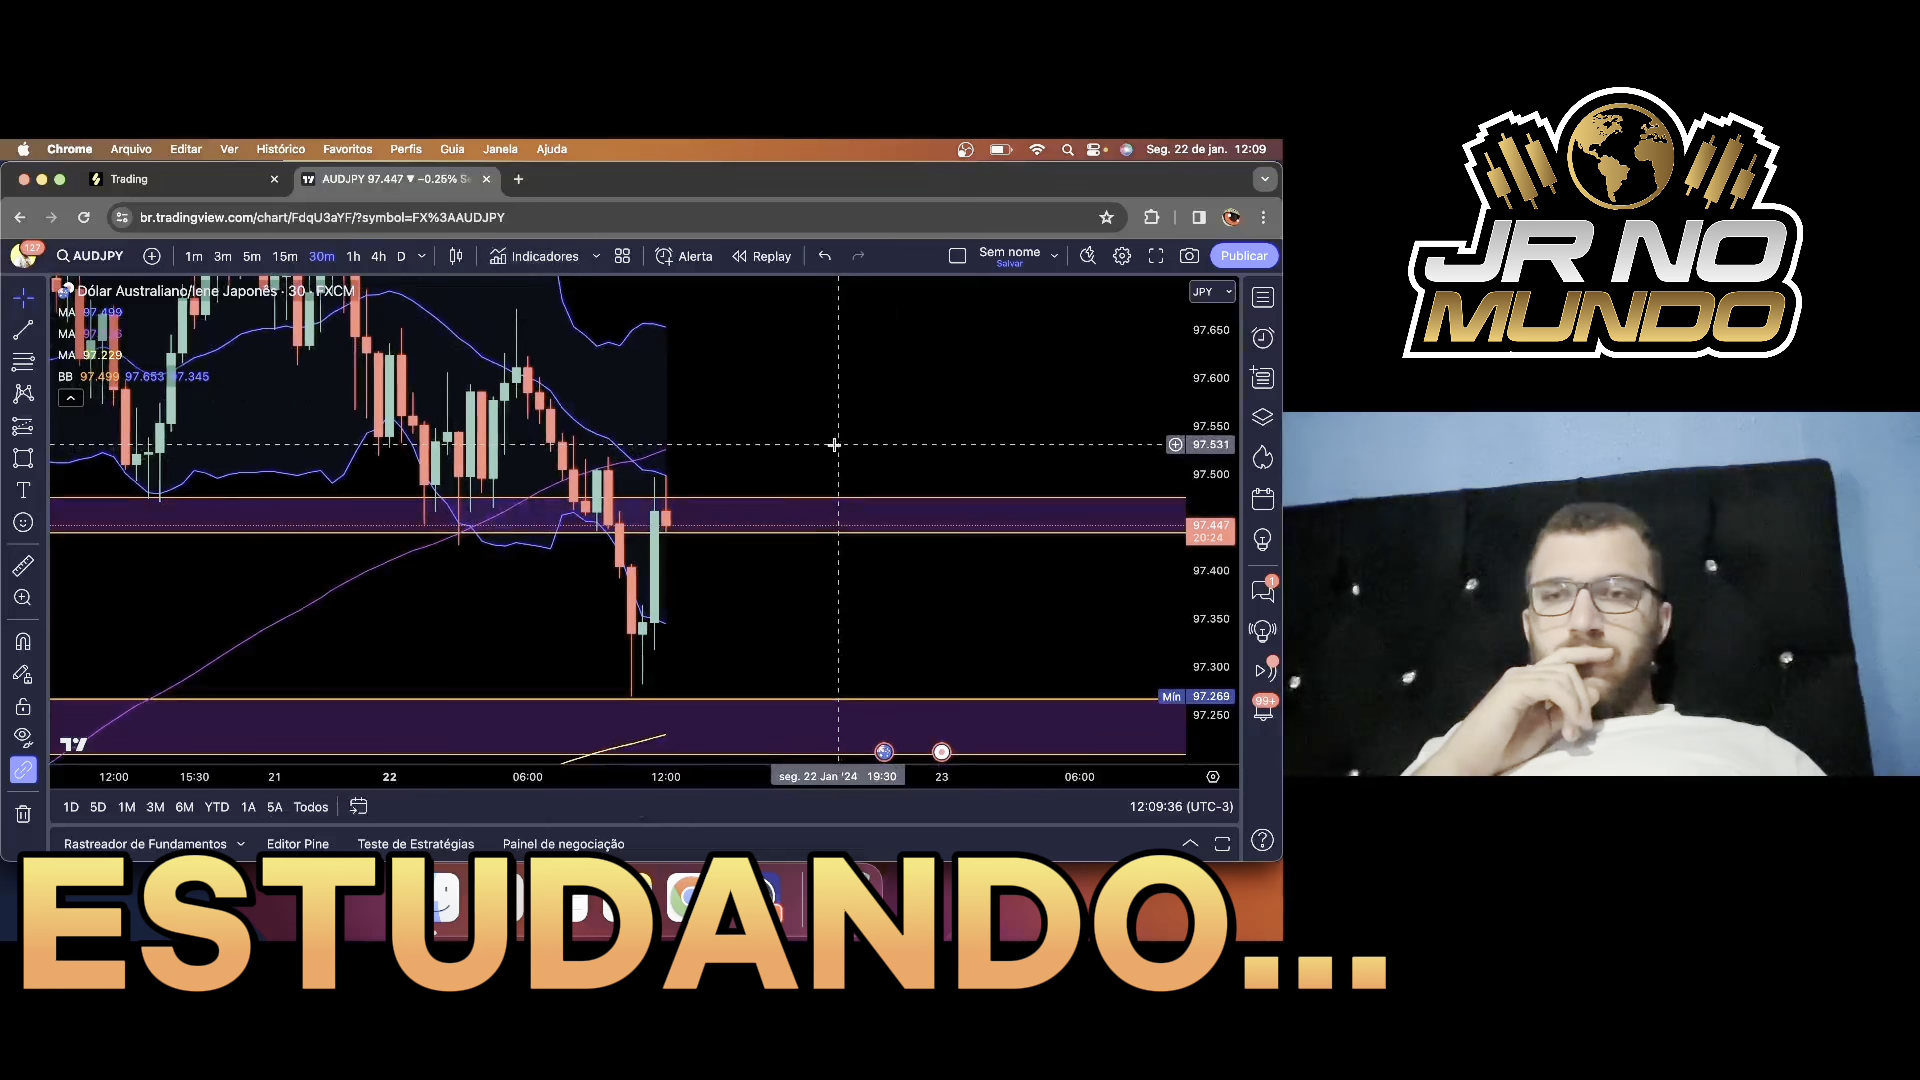 JR NO
MUNDO
Chrome Arquivo Editar Ver Histórico Favoritos Perfis Guia Janela Ajuda Seg. 22 de jan. 12:09
Trading AUDJPY 97.447 ▼ −0.25% S
br.tradingview.com/chart/FdqU3aYF/?symbol=FX%3AAUDJPY
127 AUDJPY 1m 3m 5m 15m 30m 1h 4h D Indicadores Alerta Replay Sem nome Publicar
Salvar
Dólar Australiano/Iene Japonês · 30 · FXCM JPY
MA 97.499
MA
MA 97.229
BB 97.499 97.653 97.345
97.650
97.600
97.550
97.531
97.500
97.447
20:24
97.400
97.350
97.300
Mín 97.269
97.250
1
99+
12:00 15:30 21 22 06:00 12:00 seg. 22 Jan '24 19:30 23 06:00
1D 5D 1M 3M 6M YTD 1A 5A Todos 12:09:36 (UTC-3)
Rastreador de Fundamentos Editor Pine Teste de Estratégias Painel de negociação
ESTUDANDO...